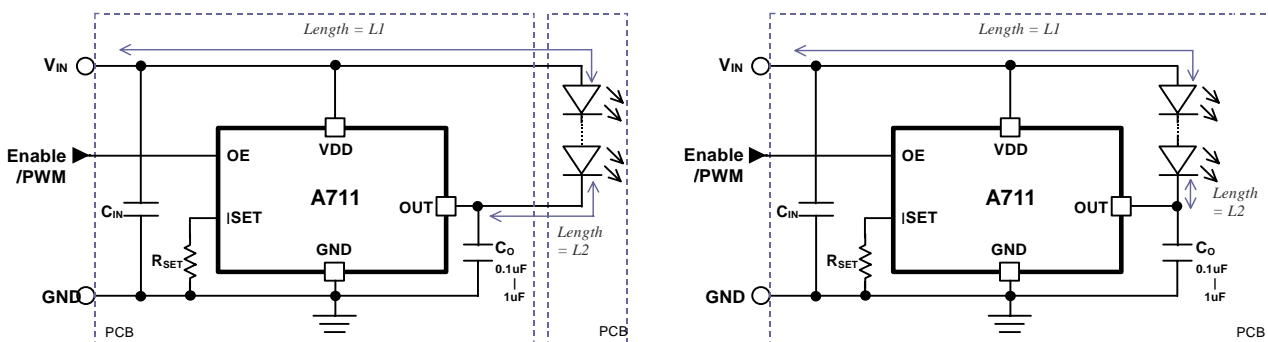 Length = L1
VIN
VDD
Enable
/PWM
OE
A711
CIN
ISET
OUT
Length
= L2
GND
CO
RSET
0.1uF
|
1uF
GND
PCB
PCB
Length = L1
VIN
VDD
Enable
/PWM
OE
A711
CIN
ISET
OUT
Length
= L2
GND
CO
RSET
0.1uF
|
1uF
GND
PCB